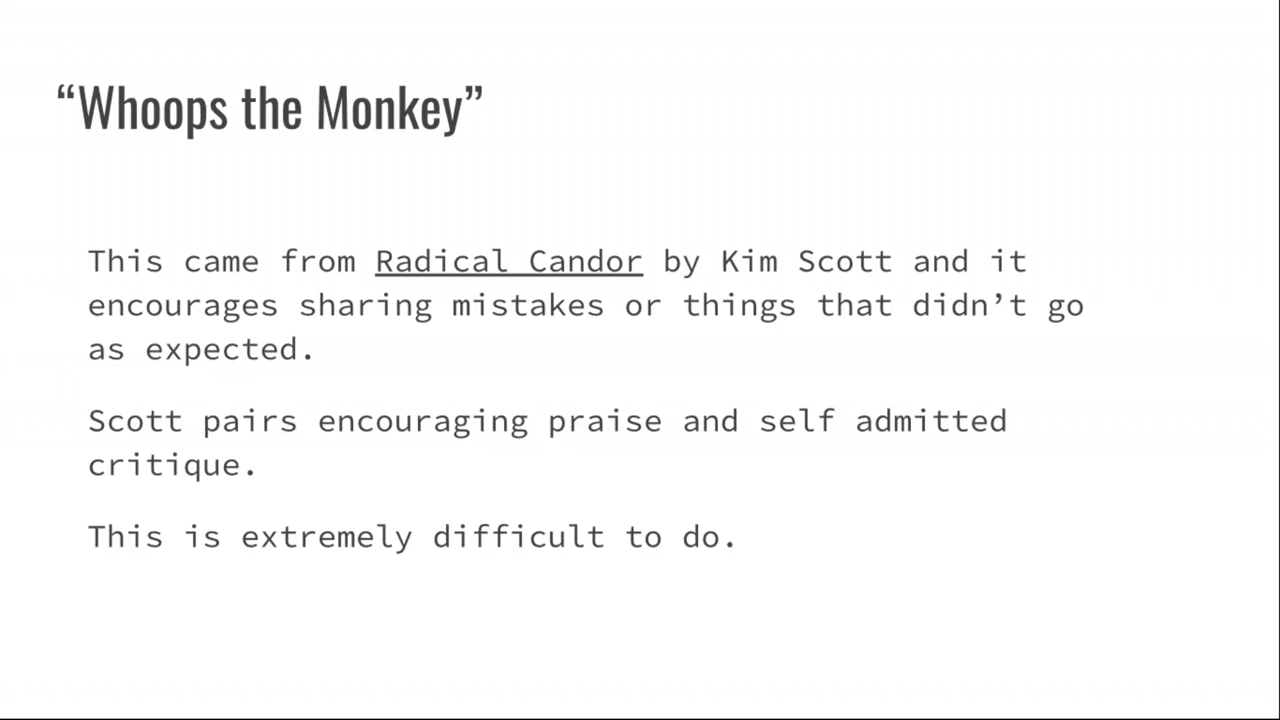 “Whoops the Monkey”
This came from Radical Candor by Kim Scott and it
encourages sharing mistakes or things that didn’t go
as expected.
Scott pairs encouraging praise and self admitted
critique.
This is extremely difficult to do.